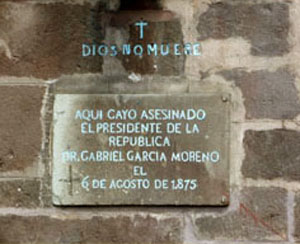 DIOS NO MUERE
AQUI CAYO ASESINADO
EL PRESIDENTE DE LA
REPUBLICA
DR. GABRIEL GARCIA MORENO
EL
6 DE AGOSTO DE 1.875